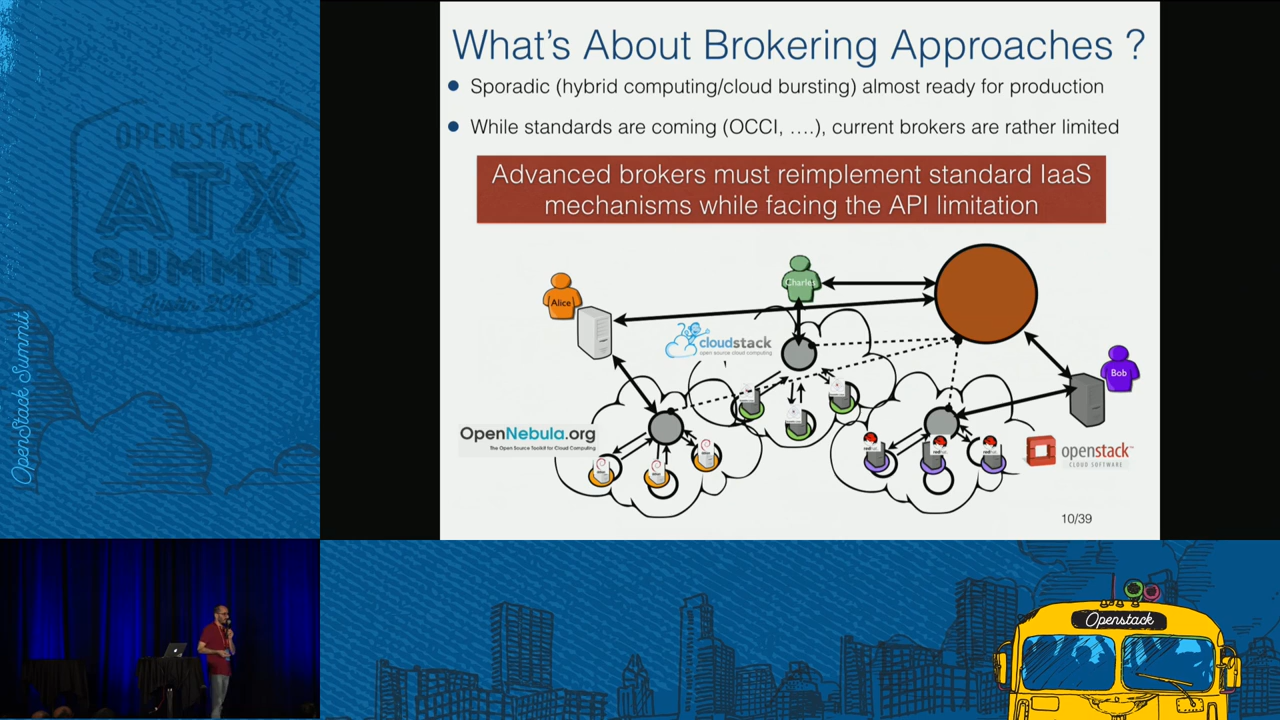 What's About Brokering Approaches ?
Sporadic (hybrid computing/cloud bursting) almost ready for production
While standards are coming (OCCI, ....), current brokers are rather limited
Advanced brokers must reimplement standard IaaS
mechanisms while facing the API limitation
Charles
Alice
cloudstack
open source cloud computing
Bob
OpenNebula.org
The Open Source Toolkit for Cloud Computing
openstack
CLOUD SOFTWARE
10/39
OPENSTACK
ATX
SUMMIT
OpenStack Summit
Openstack